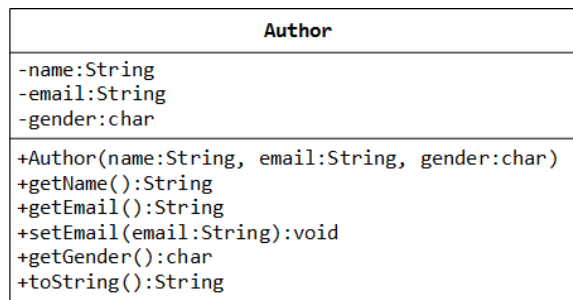 Author
-name:String
-email:String
-gender:char
+Author(name:String, email:String, gender:char)
+getName():String
+getEmail():String
+setEmail(email:String):void
+getGender():char
+toString():String